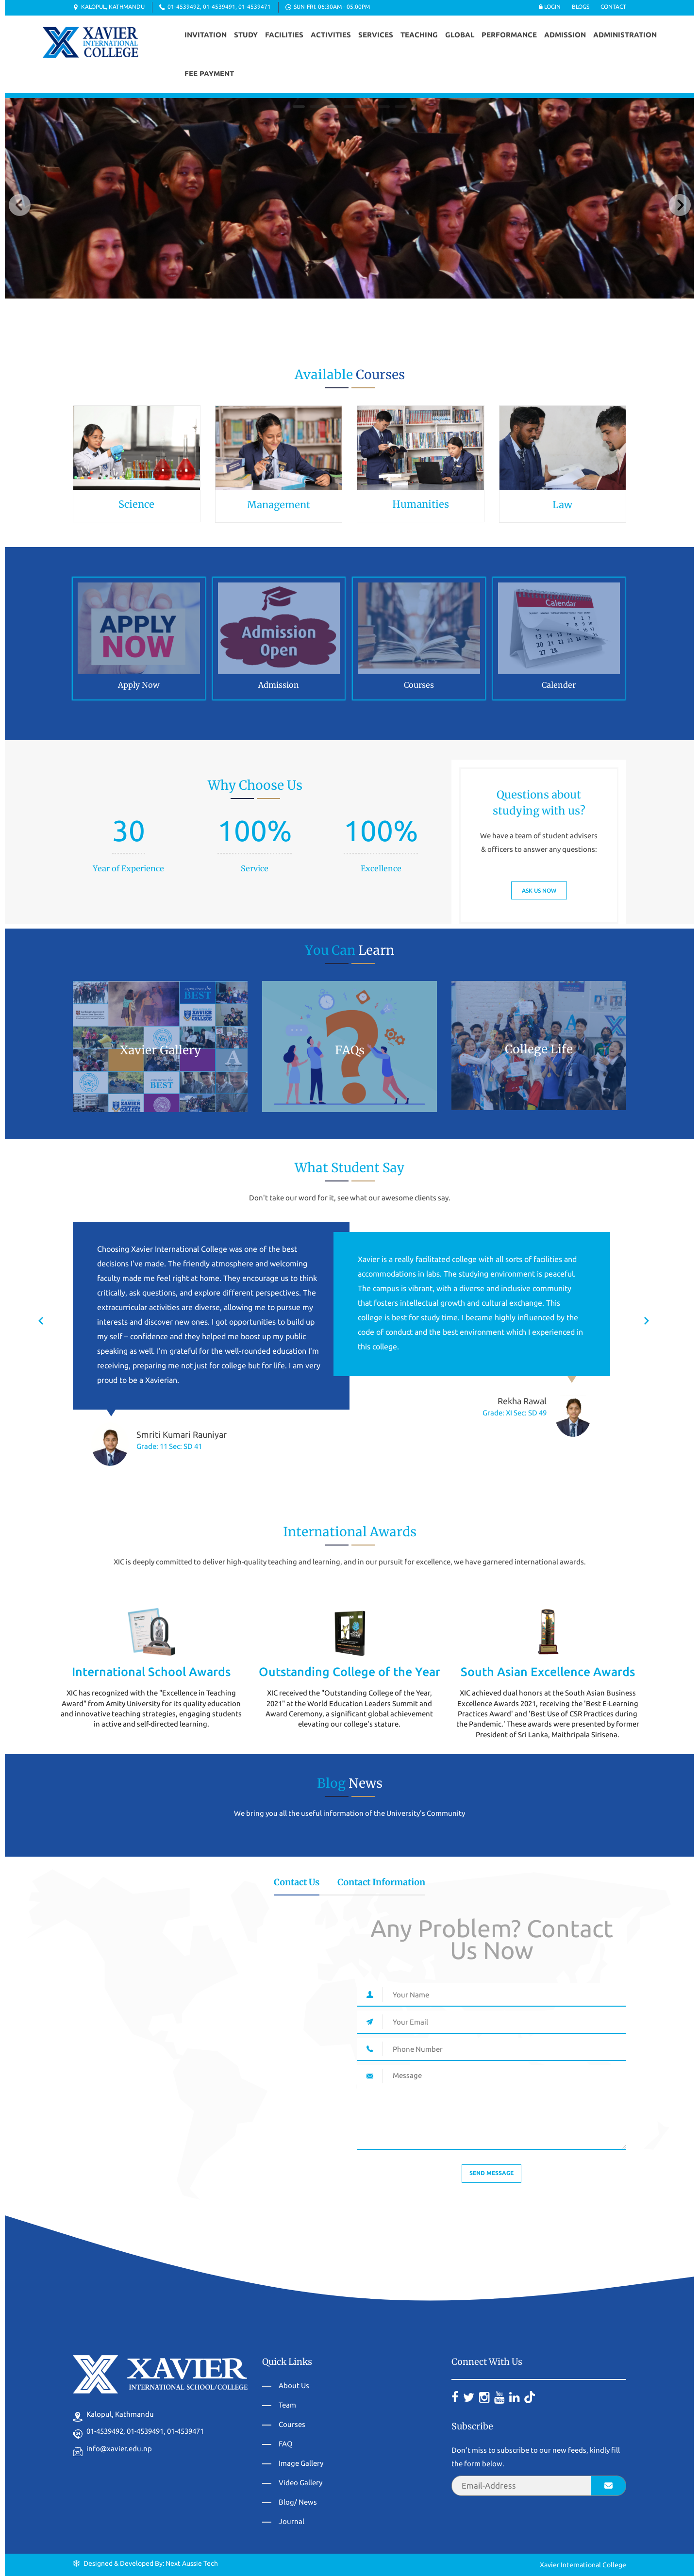 KALOPUL, KATHMANDU
01-4539492, 01-4539491, 01-4539471
SUN-FRI: 06:30AM - 05:00PM
LOGIN
BLOGS
CONTACT
XAVIER
INTERNATIONAL
COLLEGE
INVITATION STUDY FACILITIES ACTIVITIES SERVICES TEACHING GLOBAL PERFORMANCE ADMISSION ADMINISTRATION
FEE PAYMENT
Available Courses
Science
Management
Humanities
Law
APPLY
NOW
Apply Now
Admission
Open
Admission
Courses
Calendar
Calender
Why Choose Us
30
Year of Experience
100%
Service
100%
Excellence
Questions about
studying with us?
We have a team of student advisers
& officers to answer any questions:
ASK US NOW
You Can Learn
Xavier Gallery
FAQs
College Life
What Student Say
Don't take our word for it, see what our awesome clients say.
Choosing Xavier International College was one of the best
decisions I've made. The friendly atmosphere and welcoming
faculty made me feel right at home. They encourage us to think
critically, ask questions, and explore different perspectives. The
extracurricular activities are diverse, allowing me to pursue my
interests and discover new ones. I got opportunities to build up
my self – confidence and they helped me boost up my public
speaking as well. I'm grateful for the well-rounded education I'm
receiving, preparing me not just for college but for life. I am very
proud to be a Xavierian.
Smriti Kumari Rauniyar
Grade: 11 Sec: SD 41
Xavier is a really facilitated college with all sorts of facilities and
accommodations in labs. The studying environment is peaceful.
The campus is vibrant, with a diverse and inclusive community
that fosters intellectual growth and cultural exchange. This
college is best for study time. I became highly influenced by the
code of conduct and the best environment which I experienced in
this college.
Rekha Rawal
Grade: XI Sec: SD 49
International Awards
XIC is deeply committed to deliver high-quality teaching and learning, and in our pursuit for excellence, we have garnered international awards.
International School Awards
XIC has recognized with the "Excellence in Teaching
Award" from Amity University for its quality education
and innovative teaching strategies, engaging students
in active and self-directed learning.
Outstanding College of the Year
XIC received the "Outstanding College of the Year,
2021" at the World Education Leaders Summit and
Award Ceremony, a significant global achievement
elevating our college's stature.
South Asian Excellence Awards
XIC achieved dual honors at the South Asian Business
Excellence Awards 2021, receiving the 'Best E-Learning
Practices Award' and 'Best Use of CSR Practices during
the Pandemic.' These awards were presented by former
President of Sri Lanka, Maithripala Sirisena.
Blog News
We bring you all the useful information of the University's Community
Contact Us
Contact Information
Any Problem? Contact
Us Now
Your Name
Your Email
Phone Number
Message
SEND MESSAGE
XAVIER
INTERNATIONAL SCHOOL/COLLEGE
Kalopul, Kathmandu
01-4539492, 01-4539491, 01-4539471
info@xavier.edu.np
Quick Links
About Us
Team
Courses
FAQ
Image Gallery
Video Gallery
Blog/ News
Journal
Connect With Us
Subscribe
Don't miss to subscribe to our new feeds, kindly fill
the form below.
Email-Address
Designed & Developed By: Next Aussie Tech
Xavier International College